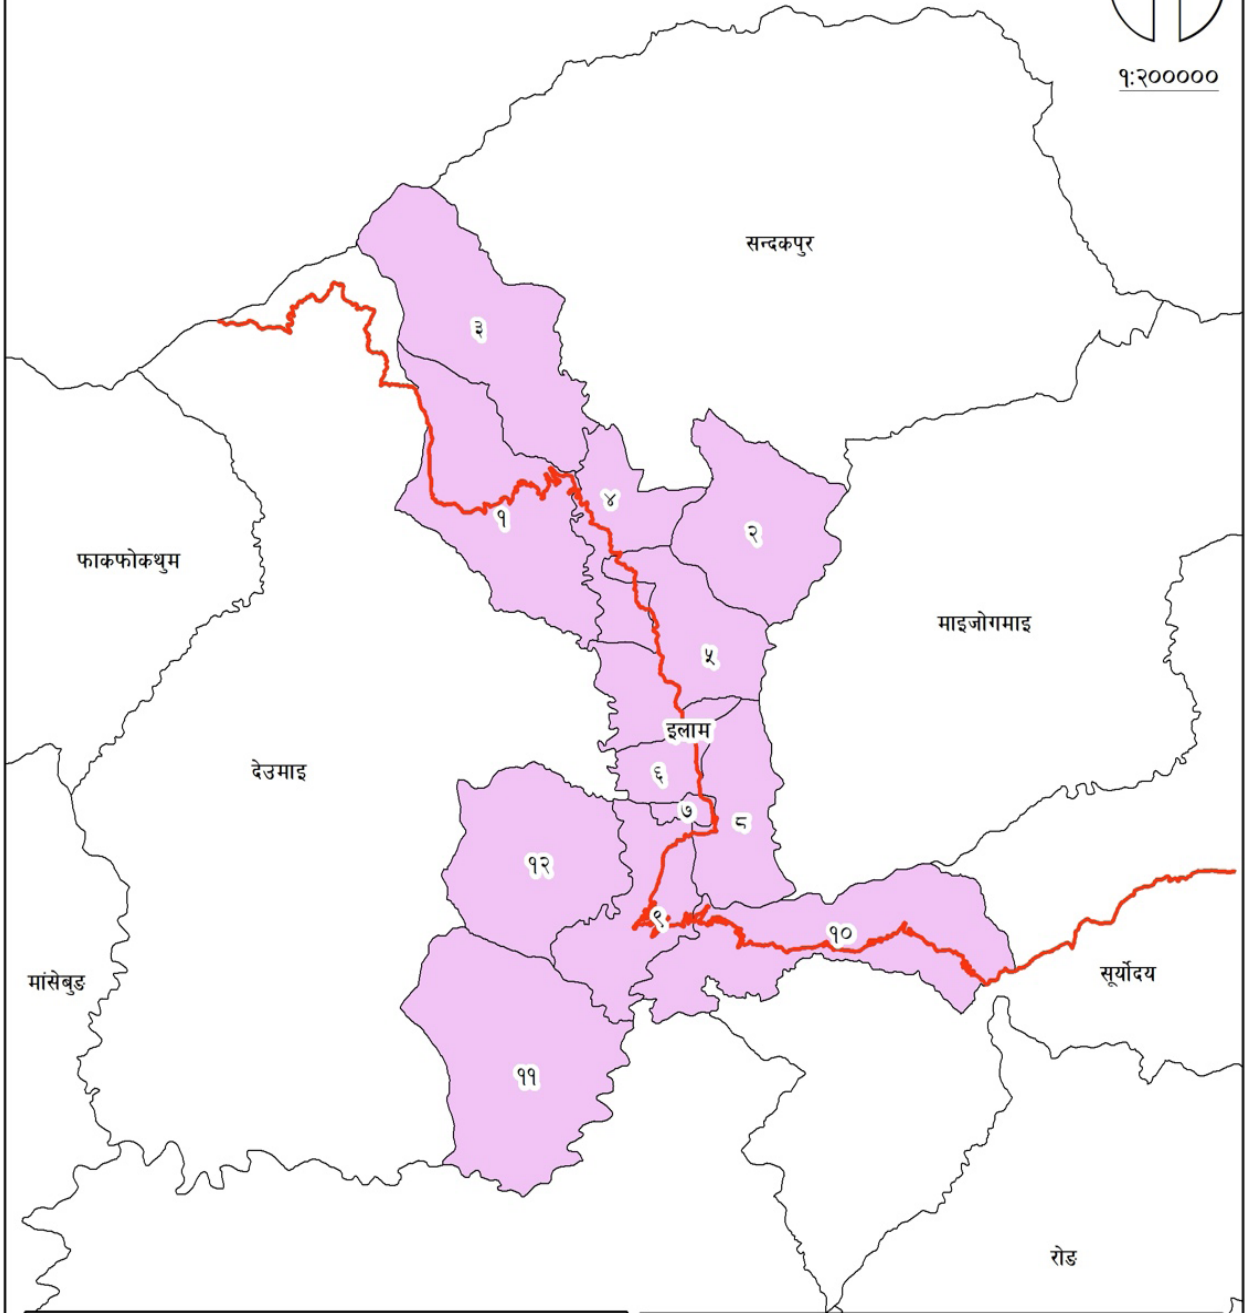 १:२०००००
सन्दकपुर
३
४
१
२
फाकफोकथुम
माइजोगमाइ
५
इलाम
देउमाइ
६
७
८
१२
९
१०
सूर्योदय
मांसेबुङ
११
रोङ